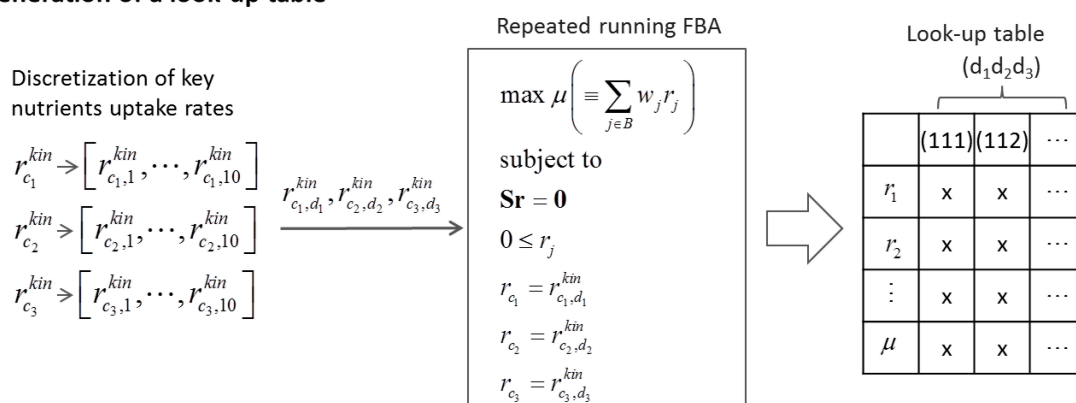 eneration of a look-up table
Discretization of key
nutrients uptake rates
r_{c_1}^{kin} → [r_{c_1,1}^{kin}, ⋯, r_{c_1,10}^{kin}]
r_{c_2}^{kin} → [r_{c_2,1}^{kin}, ⋯, r_{c_2,10}^{kin}]
r_{c_3}^{kin} → [r_{c_3,1}^{kin}, ⋯, r_{c_3,10}^{kin}]
r_{c_1,d_1}^{kin}, r_{c_2,d_2}^{kin}, r_{c_3,d_3}^{kin}
Repeated running FBA
max μ(≡ ∑_{j∈B} w_j r_j)
subject to
Sr = 0
0 ≤ r_j
r_{c_1} = r_{c_1,d_1}^{kin}
r_{c_2} = r_{c_2,d_2}^{kin}
r_{c_3} = r_{c_3,d_3}^{kin}
Look-up table
(d₁d₂d₃)
(111) (112) ⋯
r₁ x x ⋯
r₂ x x ⋯
⋮ x x ⋯
μ x x ⋯